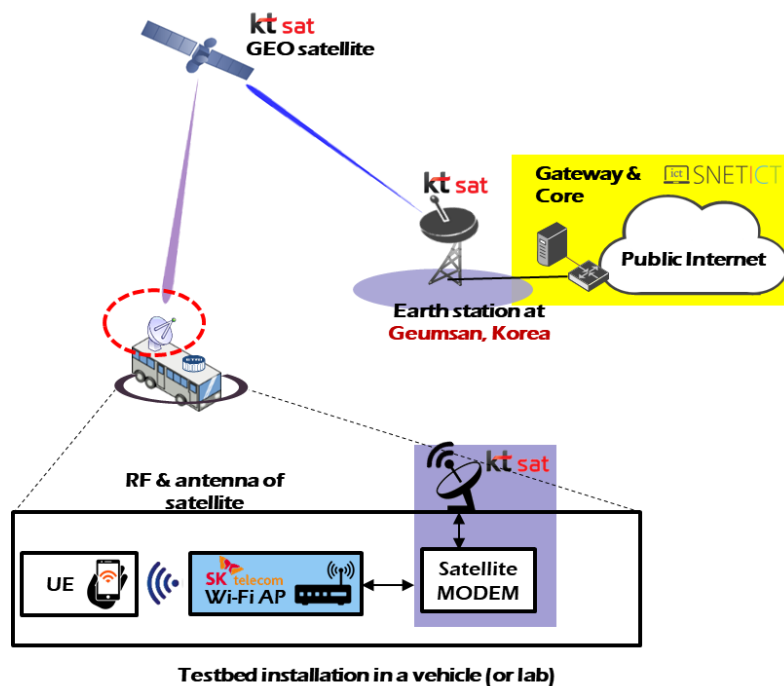 kt sat
GEO satellite
kt sat
Gateway &
Core
ict SNETICT
Public Internet
Earth station at
Geumsan, Korea
kt sat
RF & antenna of
satellite
UE
SK telecom
Wi-Fi AP
Satellite
MODEM
Testbed installation in a vehicle (or lab)